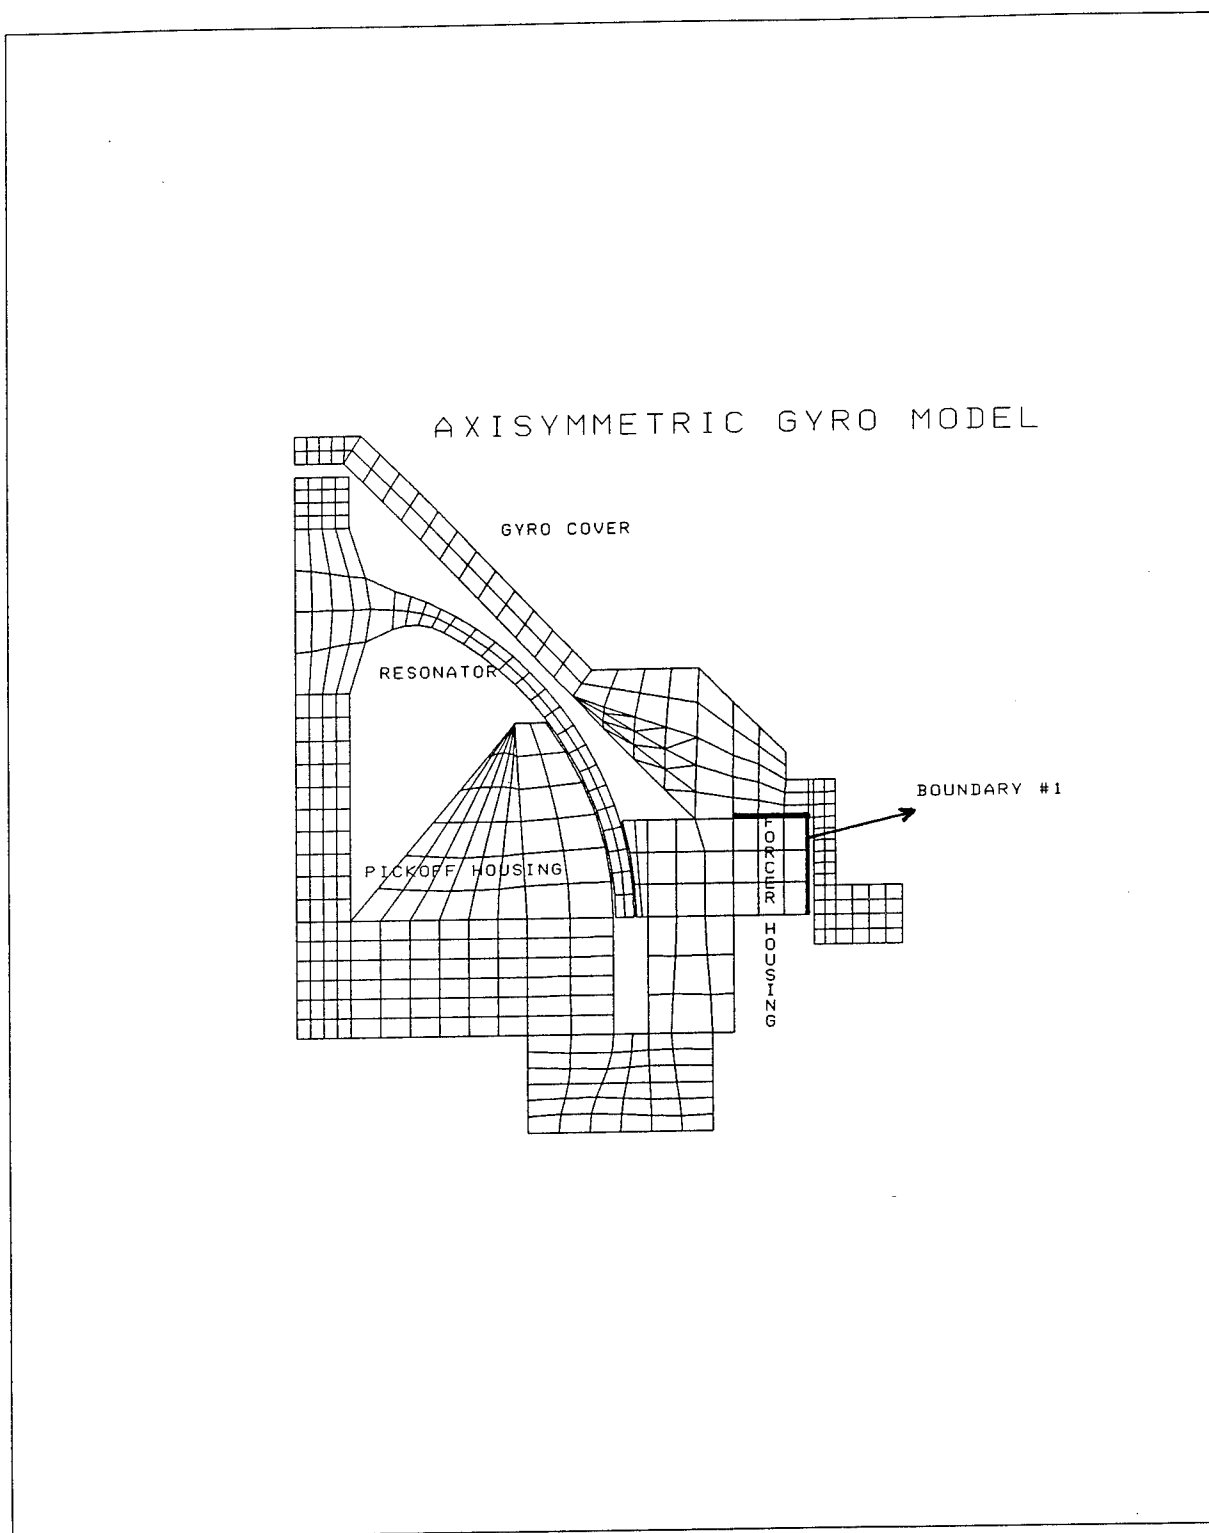 AXISYMMETRIC GYRO MODEL
GYRO COVER
RESONATOR
BOUNDARY #1
PICKOFF HOUSING
FORCER HOUSING